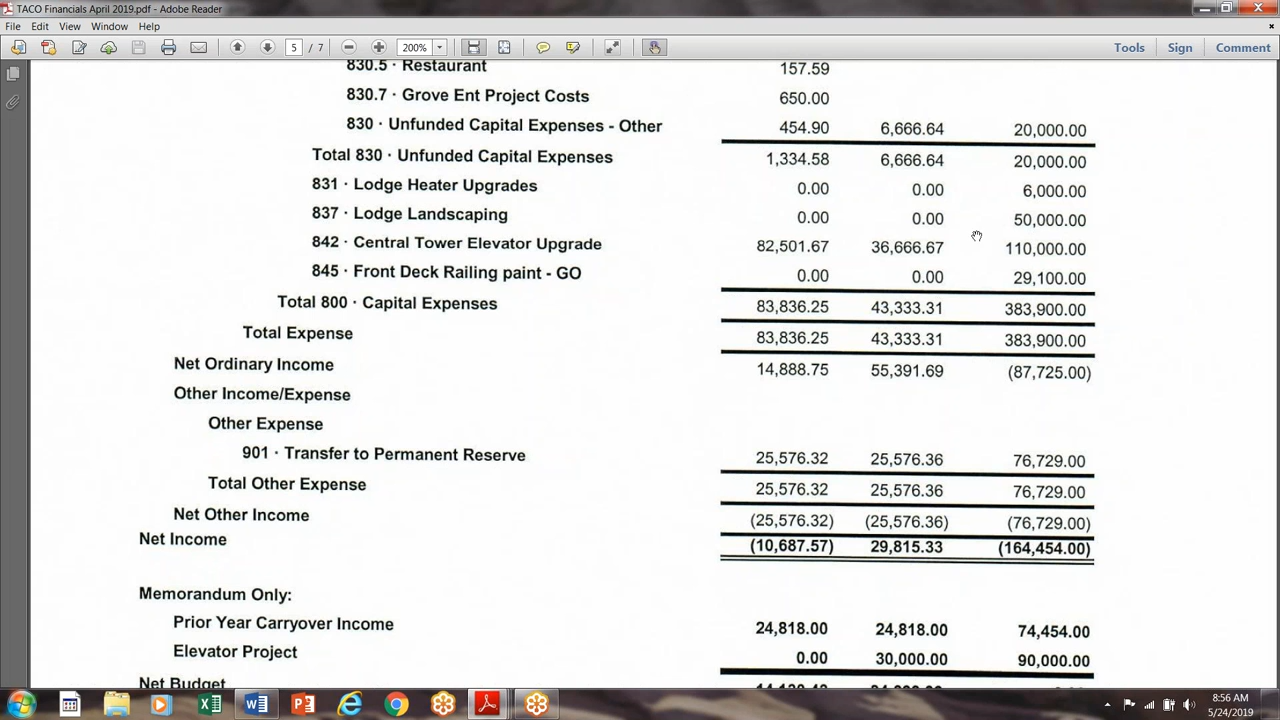 TACO Financials April 2019.pdf - Adobe Reader
File Edit View Window Help
5 / 7 200% Tools Sign Comment
830.5 · Restaurant 157.59
830.7 · Grove Ent Project Costs 650.00
830 · Unfunded Capital Expenses - Other 454.90 6,666.64 20,000.00
Total 830 · Unfunded Capital Expenses 1,334.58 6,666.64 20,000.00
831 · Lodge Heater Upgrades 0.00 0.00 6,000.00
837 · Lodge Landscaping 0.00 0.00 50,000.00
842 · Central Tower Elevator Upgrade 82,501.67 36,666.67 110,000.00
845 · Front Deck Railing paint - GO 0.00 0.00 29,100.00
Total 800 · Capital Expenses 83,836.25 43,333.31 383,900.00
Total Expense 83,836.25 43,333.31 383,900.00
Net Ordinary Income 14,888.75 55,391.69 (87,725.00)
Other Income/Expense
Other Expense
901 · Transfer to Permanent Reserve 25,576.32 25,576.36 76,729.00
Total Other Expense 25,576.32 25,576.36 76,729.00
Net Other Income (25,576.32) (25,576.36) (76,729.00)
Net Income (10,687.57) 29,815.33 (164,454.00)
Memorandum Only:
Prior Year Carryover Income 24,818.00 24,818.00 74,454.00
Elevator Project 0.00 30,000.00 90,000.00
Net Budget
8:56 AM
5/24/2019